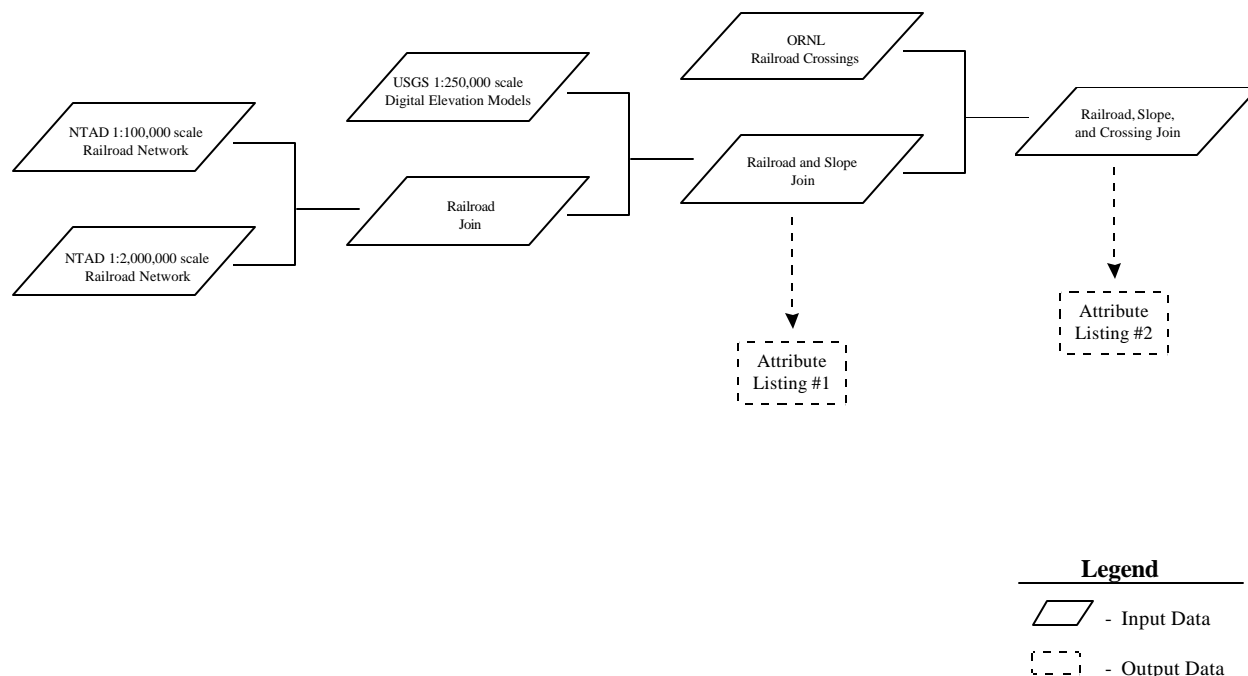 ORNL
Railroad Crossings
USGS 1:250,000 scale
Digital Elevation Models
NTAD 1:100,000 scale
Railroad Network
Railroad, Slope,
and Crossing Join
Railroad and Slope
Join
Railroad
Join
NTAD 1:2,000,000 scale
Railroad Network
Attribute
Listing #2
Attribute
Listing #1
Legend
- Input Data
- Output Data